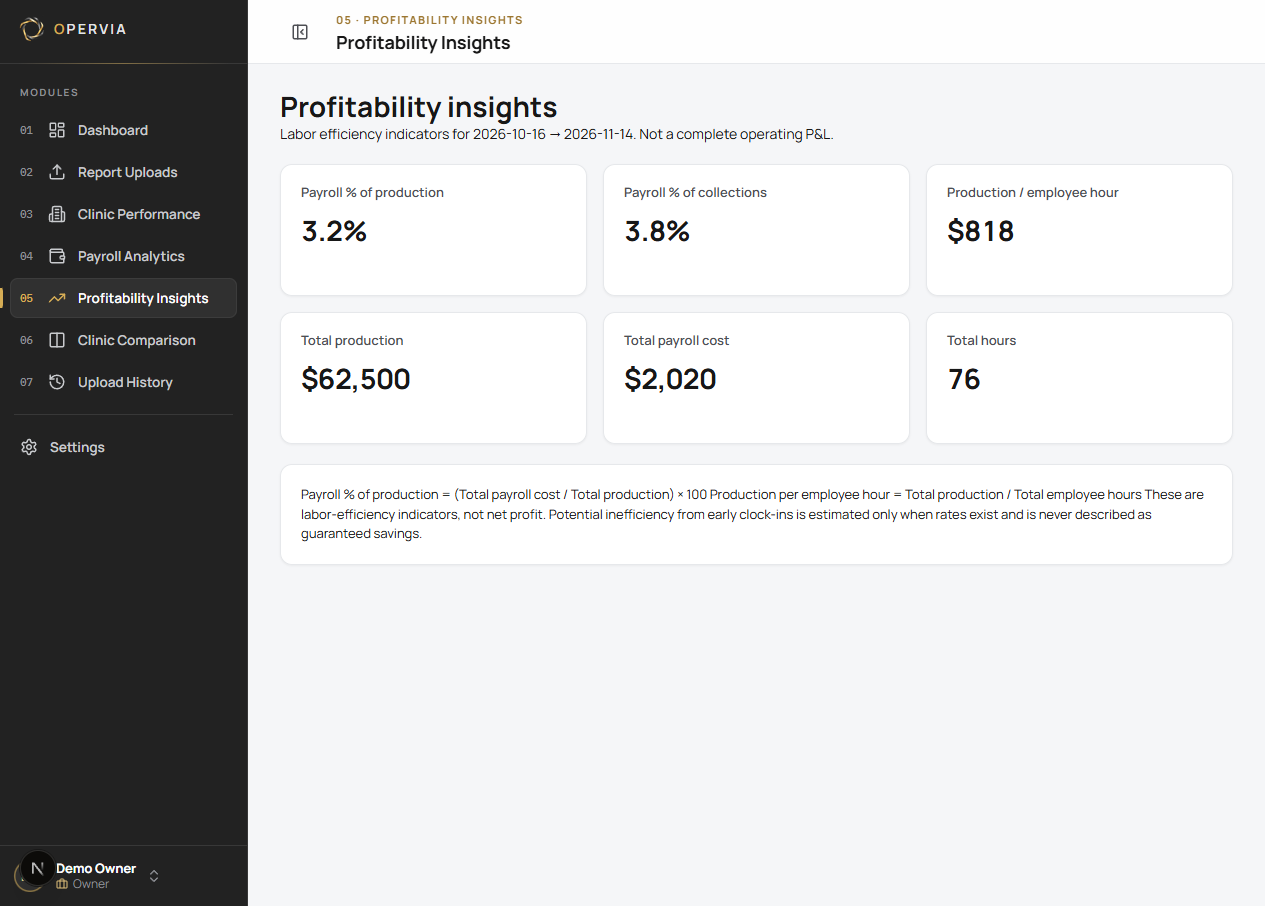 OPERVIA
MODULES
01 Dashboard
02 Report Uploads
03 Clinic Performance
04 Payroll Analytics
05 Profitability Insights
06 Clinic Comparison
07 Upload History
Settings
N
Demo Owner
Owner
05 · PROFITABILITY INSIGHTS
Profitability Insights
Profitability insights
Labor efficiency indicators for 2026-10-16 → 2026-11-14. Not a complete operating P&L.
Payroll % of production
3.2%
Payroll % of collections
3.8%
Production / employee hour
$818
Total production
$62,500
Total payroll cost
$2,020
Total hours
76
Payroll % of production = (Total payroll cost / Total production) × 100 Production per employee hour = Total production / Total employee hours These are
labor-efficiency indicators, not net profit. Potential inefficiency from early clock-ins is estimated only when rates exist and is never described as
guaranteed savings.